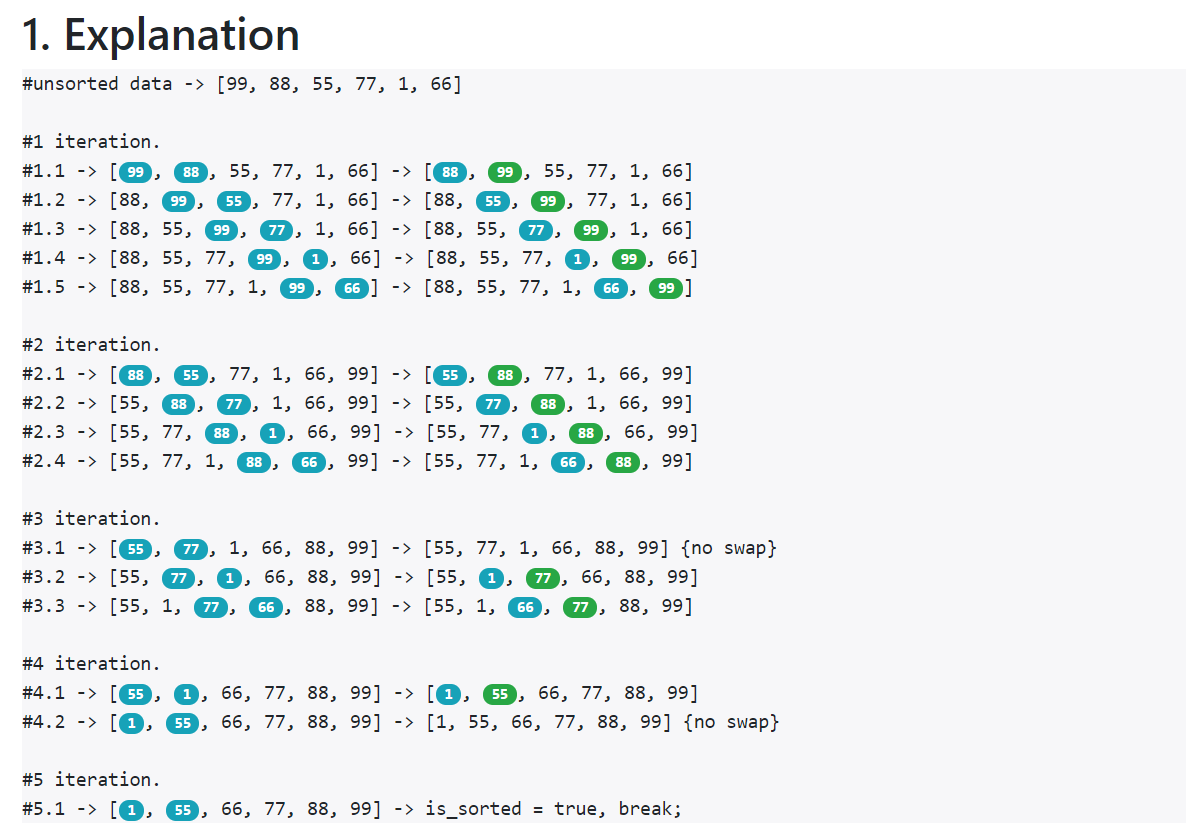 1. Explanation
#unsorted data -> [99, 88, 55, 77, 1, 66]
#1 iteration.
#1.1 -> [99, 88, 55, 77, 1, 66] -> [88, 99, 55, 77, 1, 66]
#1.2 -> [88, 99, 55, 77, 1, 66] -> [88, 55, 99, 77, 1, 66]
#1.3 -> [88, 55, 99, 77, 1, 66] -> [88, 55, 77, 99, 1, 66]
#1.4 -> [88, 55, 77, 99, 1, 66] -> [88, 55, 77, 1, 99, 66]
#1.5 -> [88, 55, 77, 1, 99, 66] -> [88, 55, 77, 1, 66, 99]
#2 iteration.
#2.1 -> [88, 55, 77, 1, 66, 99] -> [55, 88, 77, 1, 66, 99]
#2.2 -> [55, 88, 77, 1, 66, 99] -> [55, 77, 88, 1, 66, 99]
#2.3 -> [55, 77, 88, 1, 66, 99] -> [55, 77, 1, 88, 66, 99]
#2.4 -> [55, 77, 1, 88, 66, 99] -> [55, 77, 1, 66, 88, 99]
#3 iteration.
#3.1 -> [55, 77, 1, 66, 88, 99] -> [55, 77, 1, 66, 88, 99] {no swap}
#3.2 -> [55, 77, 1, 66, 88, 99] -> [55, 1, 77, 66, 88, 99]
#3.3 -> [55, 1, 77, 66, 88, 99] -> [55, 1, 66, 77, 88, 99]
#4 iteration.
#4.1 -> [55, 1, 66, 77, 88, 99] -> [1, 55, 66, 77, 88, 99]
#4.2 -> [1, 55, 66, 77, 88, 99] -> [1, 55, 66, 77, 88, 99] {no swap}
#5 iteration.
#5.1 -> [1, 55, 66, 77, 88, 99] -> is_sorted = true, break;